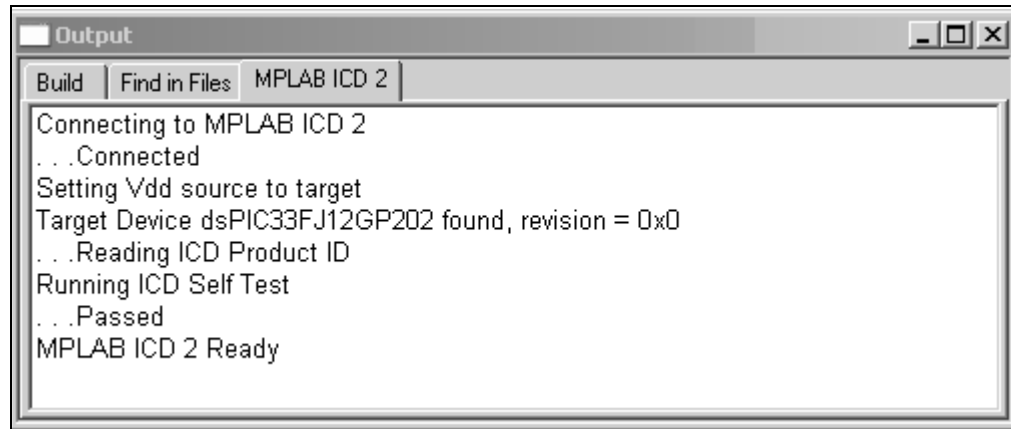 Output
Build Find in Files MPLAB ICD 2
Connecting to MPLAB ICD 2
. . .Connected
Setting Vdd source to target
Target Device dsPIC33FJ12GP202 found, revision = 0x0
. . .Reading ICD Product ID
Running ICD Self Test
. . .Passed
MPLAB ICD 2 Ready